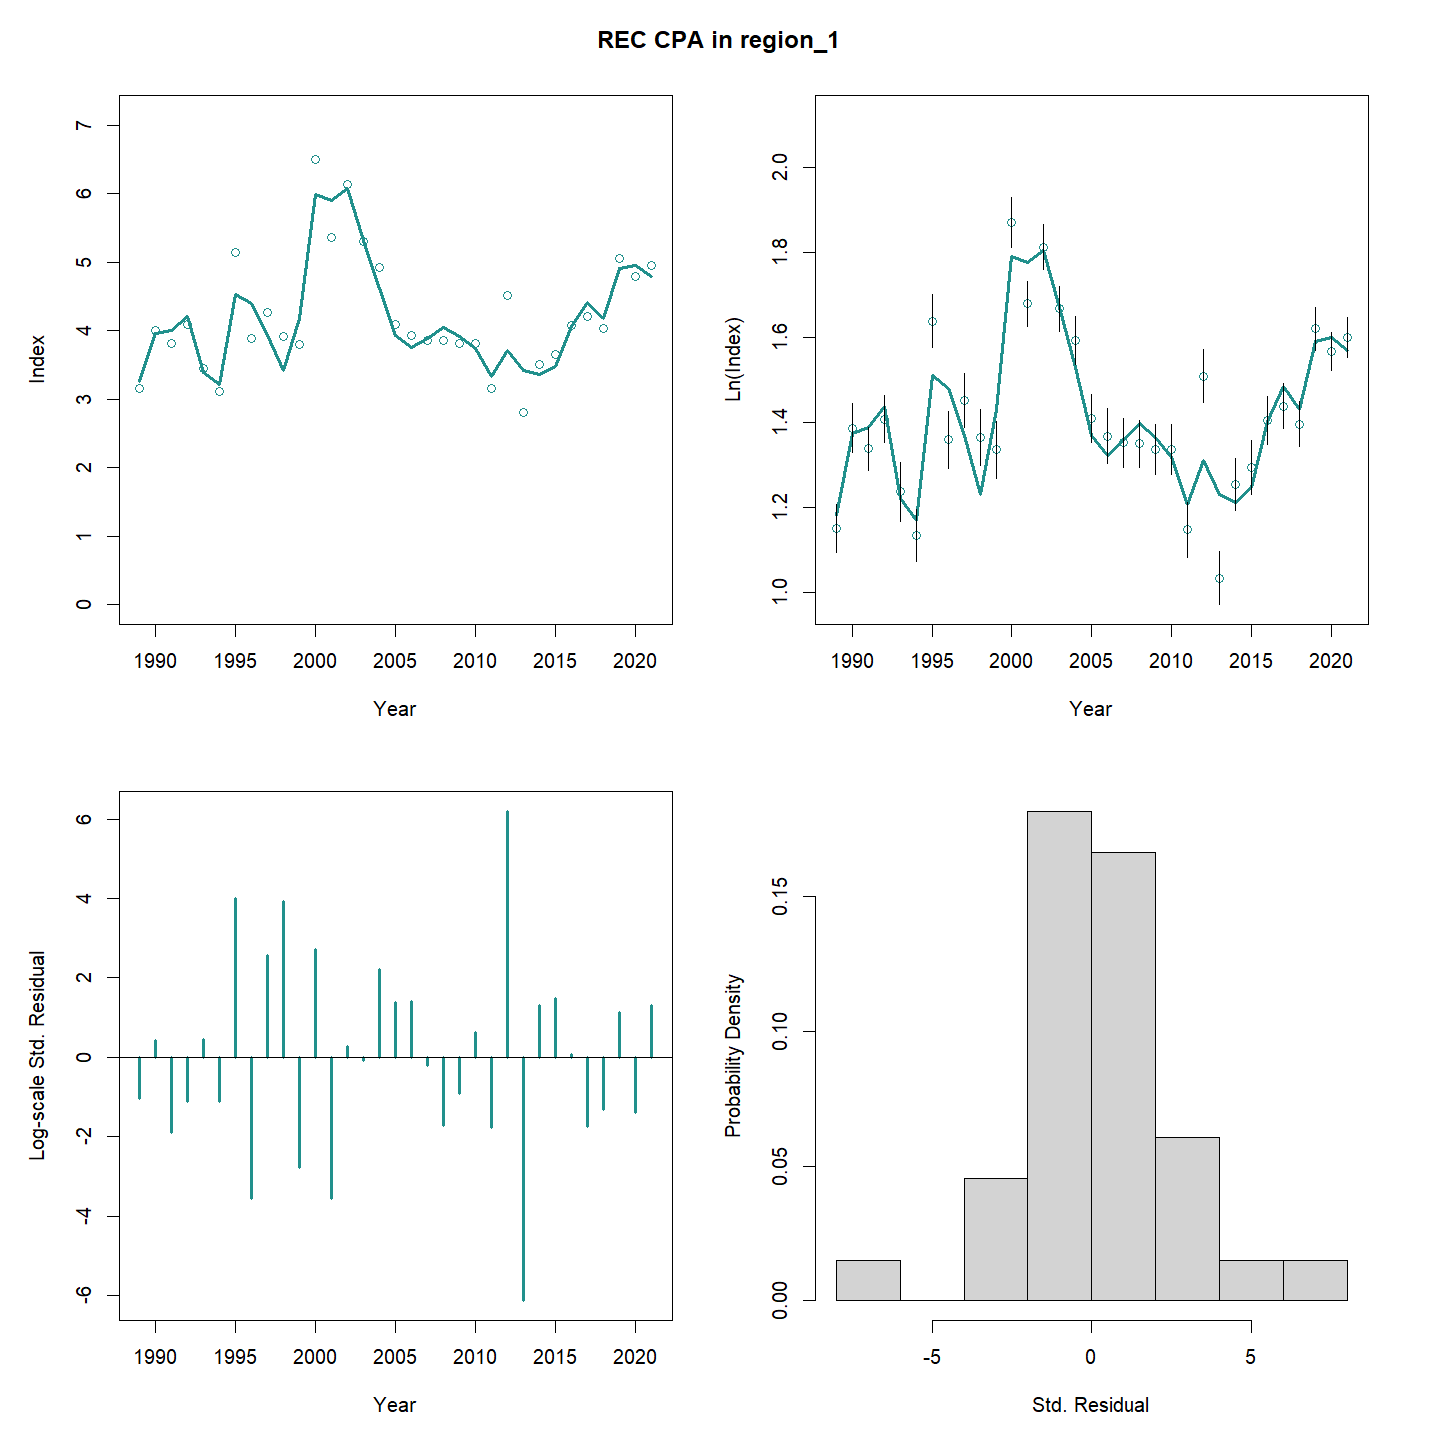 REC CPA in region_1
Index
7
6
5
4
3
2
1
0
1990 1995 2000 2005 2010 2015 2020
Year
Ln(Index)
2.0
1.8
1.6
1.4
1.2
1.0
1990 1995 2000 2005 2010 2015 2020
Year
Log-scale Std. Residual
6
4
2
0
-2
-4
-6
1990 1995 2000 2005 2010 2015 2020
Year
Probability Density
0.15
0.10
0.05
0.00
-5 0 5
Std. Residual